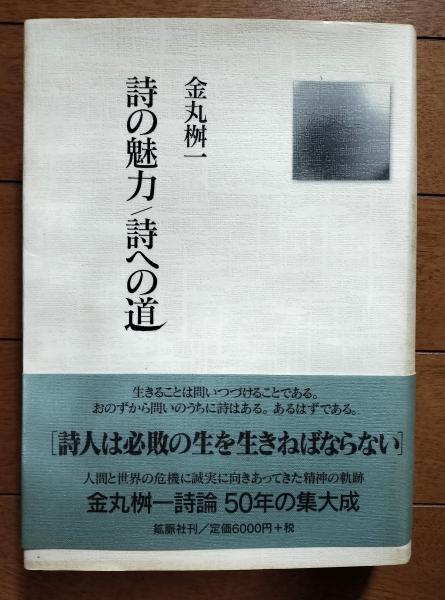 金丸桝一
詩の魅力/詩への道
生きることは問いつづけることである。
おのずから問いのうちに詩はある。あるはずである。
[詩人は必敗の生を生きねばならない]
人間と世界の危機に誠実に向きあってきた精神の軌跡
金丸桝一詩論 50年の集大成
鉱脈社刊/定価6000円+税